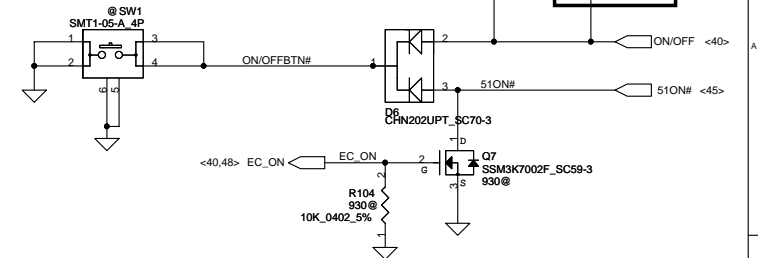 @SW1
SMT1-05-A_4P
1
3
2
4
6
5
ON/OFFBTN#
1
2
3
D6
CHN202UPT_SC70-3
ON/OFF <40>
A
51ON#
51ON# <45>
<40,48> EC_ON
EC_ON
2
G
1
D
3
S
Q7
SSM3K7002F_SC59-3
930@
2
R104
930@
10K_0402_5%
1